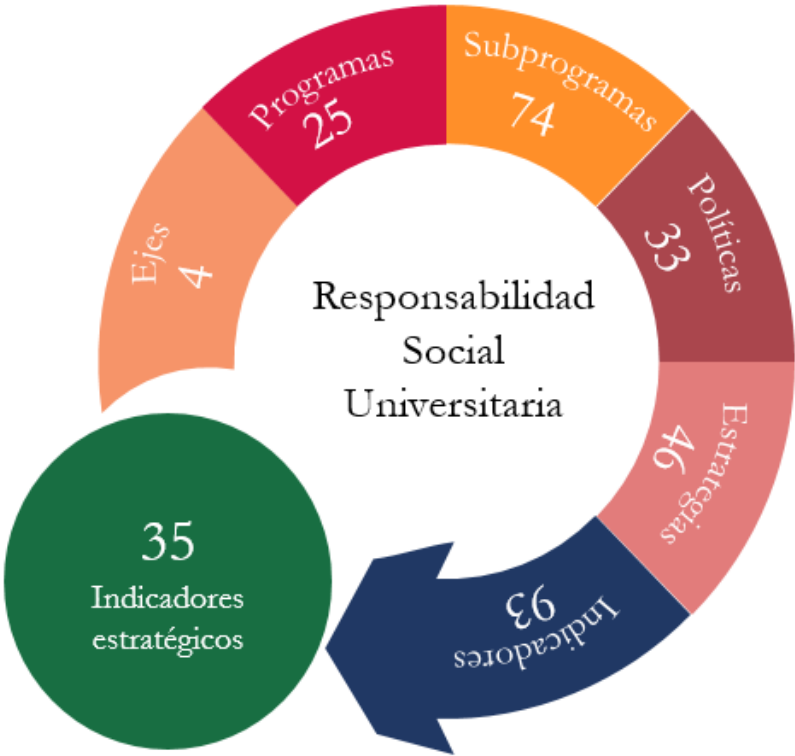 Ejes
4
Programas
25
Subprogramas
74
Políticas
33
Estrategias
46
Indicadores
93
35
Indicadores
estratégicos
Responsabilidad
Social
Universitaria